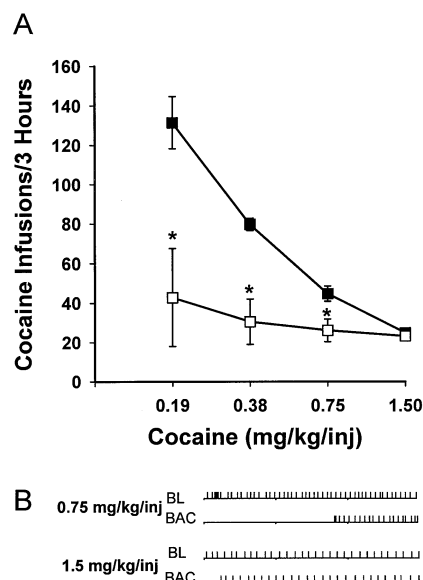 A
Cocaine Infusions/3 Hours
160
140
120
100
80
60
40
20
0
*
*
*
0.19 0.38 0.75 1.50
Cocaine (mg/kg/inj)
B
0.75 mg/kg/inj
BL
BAC
1.5 mg/kg/inj
BL
BAC